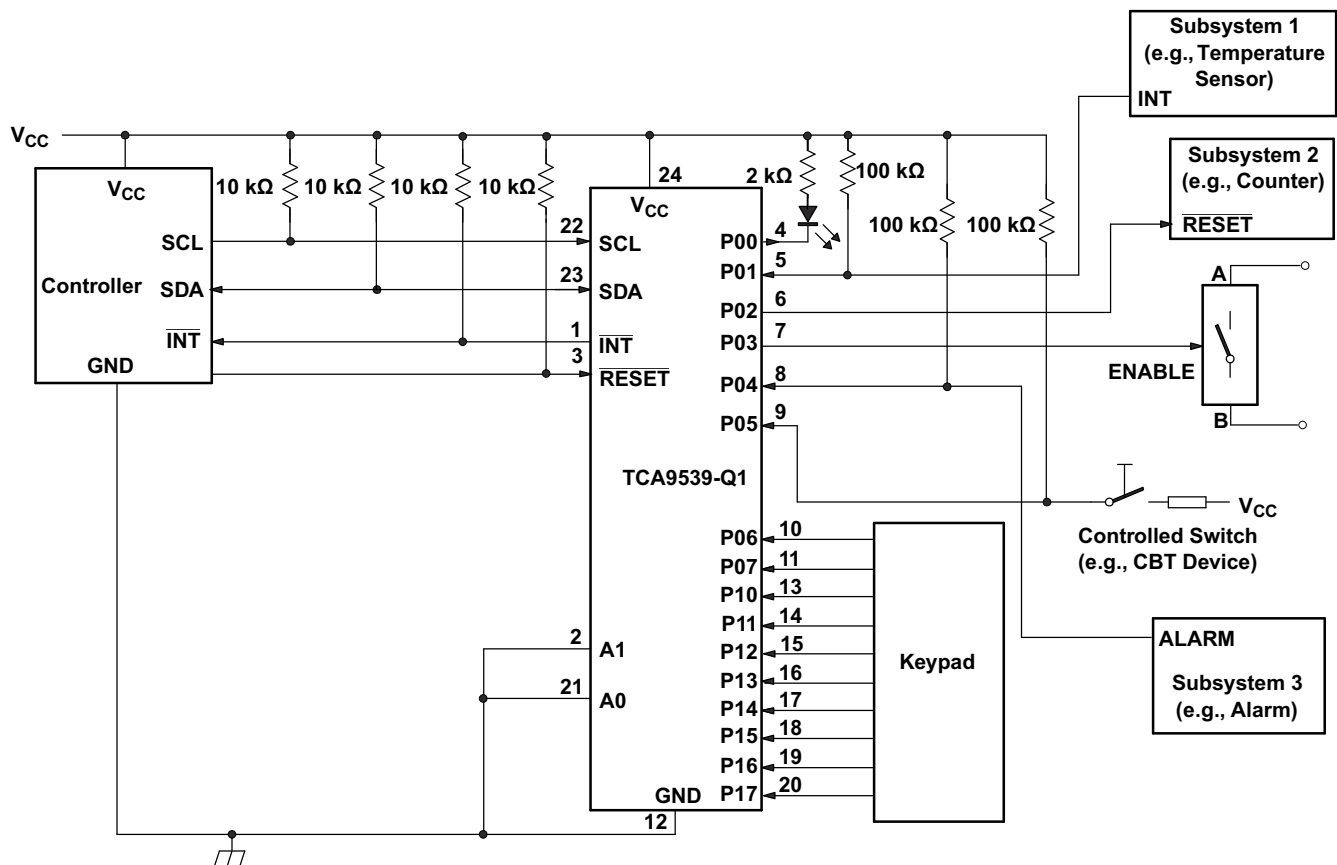 Subsystem 1
(e.g., Temperature
Sensor)
INT
VCC
Subsystem 2
(e.g., Counter)
RESET
VCC
10 kΩ
10 kΩ
10 kΩ
10 kΩ
24
VCC
2 kΩ
100 kΩ
100 kΩ
100 kΩ
Controller
SCL
SDA
INT
GND
22
23
1
3
SCL
SDA
INT
RESET
P00
P01
P02
P03
P04
P05
4
5
6
7
8
9
A
ENABLE
B
TCA9539-Q1
VCC
Controlled Switch
(e.g., CBT Device)
P06
P07
P10
P11
P12
P13
P14
P15
P16
P17
10
11
13
14
15
16
17
18
19
20
Keypad
2
A1
21
A0
ALARM
Subsystem 3
(e.g., Alarm)
GND
12